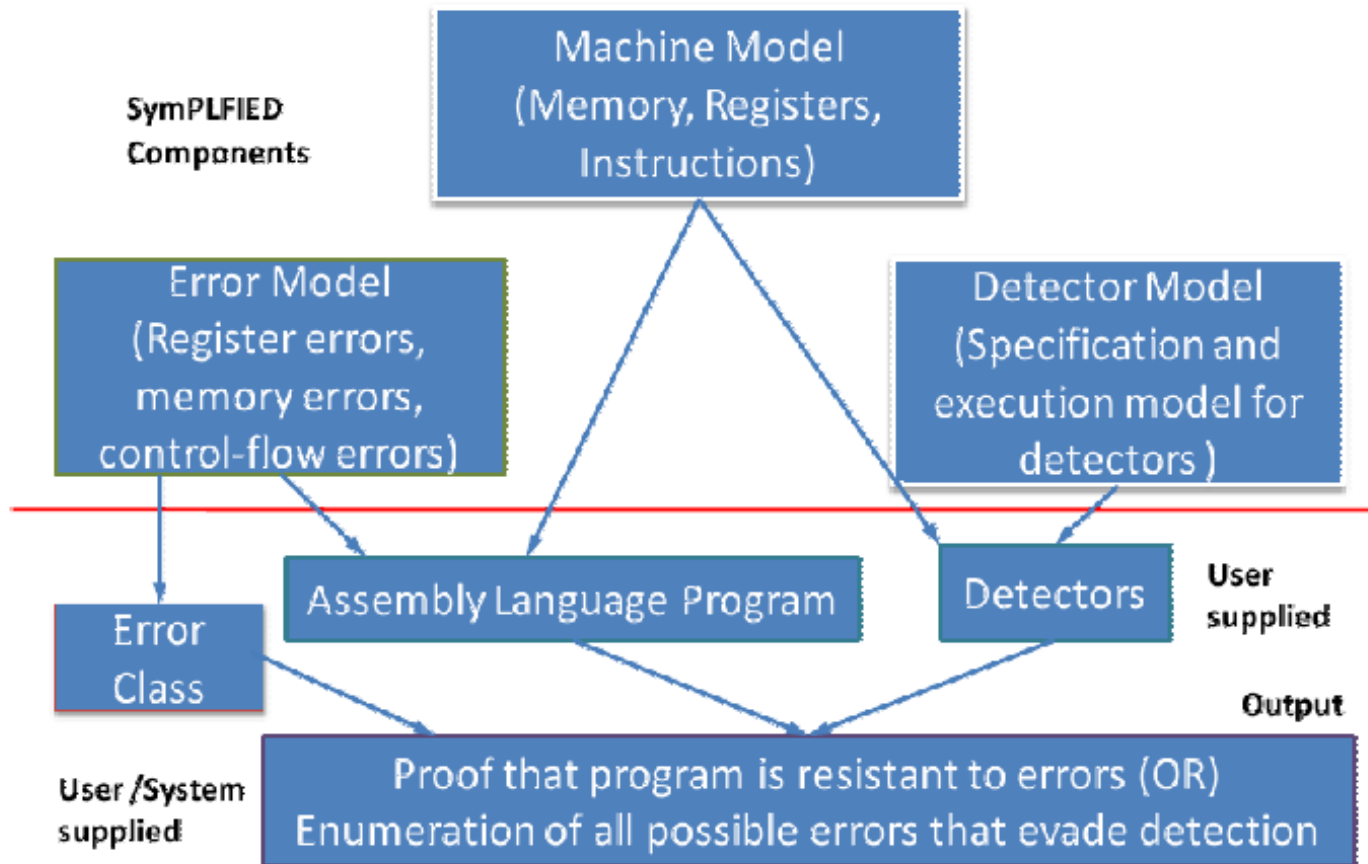 Machine Model
(Memory, Registers,
Instructions)
SymPLFIED
Components
Error Model
(Register errors,
memory errors,
control-flow errors)
Detector Model
(Specification and
execution model for
detectors )
Assembly Language Program
Detectors
User
supplied
Error
Class
Output
User /System
supplied
Proof that program is resistant to errors (OR)
Enumeration of all possible errors that evade detection